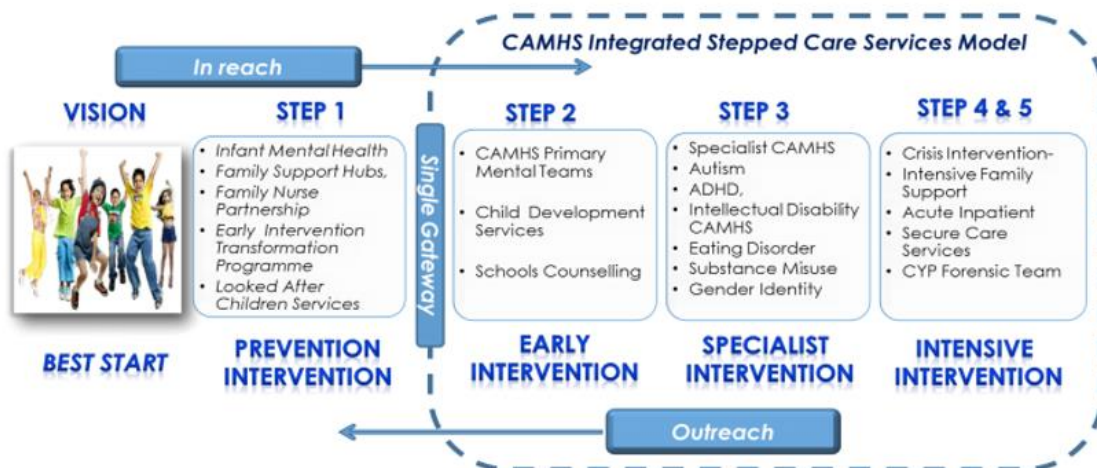 CAMHS Integrated Stepped Care Services Model
In reach
VISION
STEP 1
STEP 2
STEP 3
STEP 4 & 5
• Infant Mental Health
• Family Support Hubs,
• Family Nurse
Partnership
• Early Intervention
Transformation
Programme
• Looked After
Children Services
Single Gateway
• CAMHS Primary
Mental Teams
• Child Development
Services
• Schools Counselling
• Specialist CAMHS
• Autism
• ADHD,
• Intellectual Disability
CAMHS
• Eating Disorder
• Substance Misuse
• Gender Identity
• Crisis Intervention-
• Intensive Family
Support
• Acute Inpatient
• Secure Care
Services
• CYP Forensic Team
BEST START
PREVENTION
INTERVENTION
EARLY
INTERVENTION
SPECIALIST
INTERVENTION
INTENSIVE
INTERVENTION
Outreach